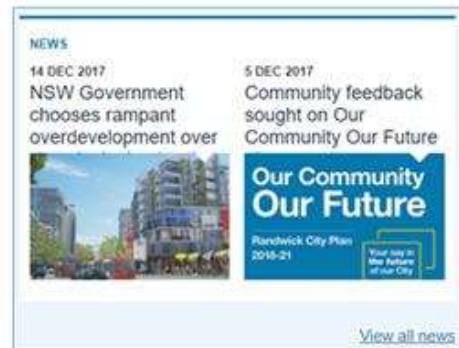 NEWS
14 DEC 2017
NSW Government
chooses rampant
overdevelopment over
5 DEC 2017
Community feedback
sought on Our
Community Our Future
Our Community
Our Future
Randwick City Plan
2018-21
Your say in
the future
of our City
View all news